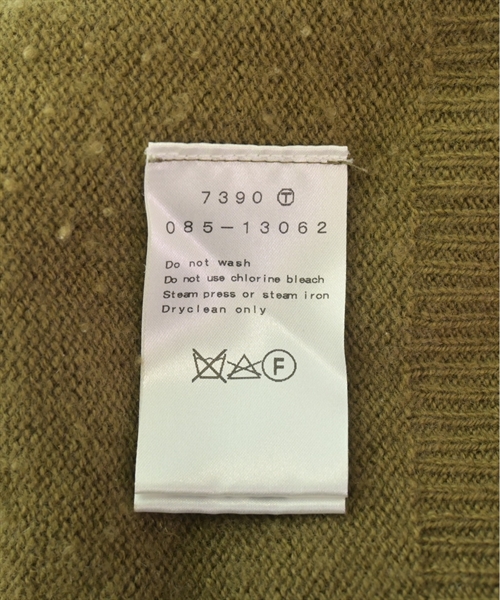 7390 Ⓣ
085-13062
Do not wash
Do not use chlorine bleach
Steam press or steam iron
Dryclean only
F